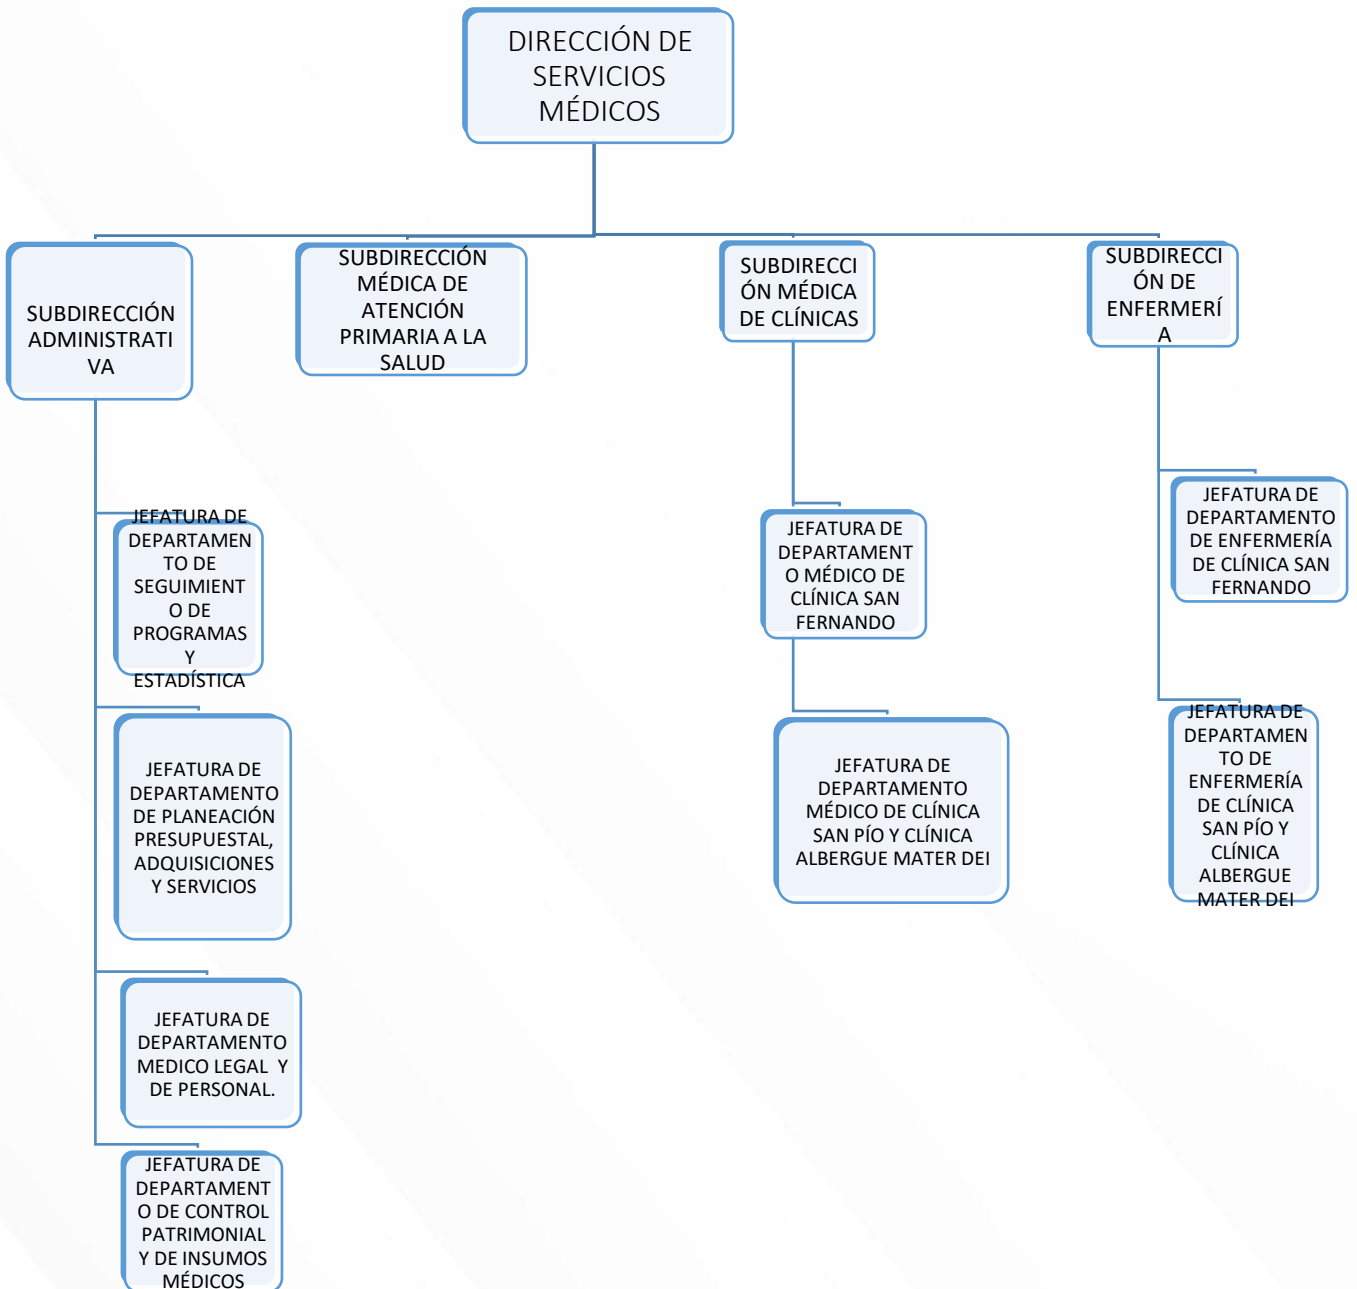 DIRECCIÓN DE
SERVICIOS
MÉDICOS
SUBDIRECCIÓN
ADMINISTRATI
VA
SUBDIRECCIÓN
MÉDICA DE
ATENCIÓN
PRIMARIA A LA
SALUD
SUBDIRECCI
ÓN MÉDICA
DE CLÍNICAS
SUBDIRECCI
ÓN DE
ENFERMERÍ
A
JEFATURA DE
DEPARTAMEN
TO DE
SEGUIMIENT
O DE
PROGRAMAS
Y
ESTADÍSTICA
JEFATURA DE
DEPARTAMENTO
DE PLANEACIÓN
PRESUPUESTAL,
ADQUISICIONES
Y SERVICIOS
JEFATURA DE
DEPARTAMENTO
MEDICO LEGAL Y
DE PERSONAL.
JEFATURA DE
DEPARTAMENT
O DE CONTROL
PATRIMONIAL
Y DE INSUMOS
MÉDICOS
JEFATURA DE
DEPARTAMENT
O MÉDICO DE
CLÍNICA SAN
FERNANDO
JEFATURA DE
DEPARTAMENTO
MÉDICO DE CLÍNICA
SAN PÍO Y CLÍNICA
ALBERGUE MATER DEI
JEFATURA DE
DEPARTAMENTO
DE ENFERMERÍA
DE CLÍNICA SAN
FERNANDO
JEFATURA DE
DEPARTAMEN
TO DE
ENFERMERÍA
DE CLÍNICA
SAN PÍO Y
CLÍNICA
ALBERGUE
MATER DEI